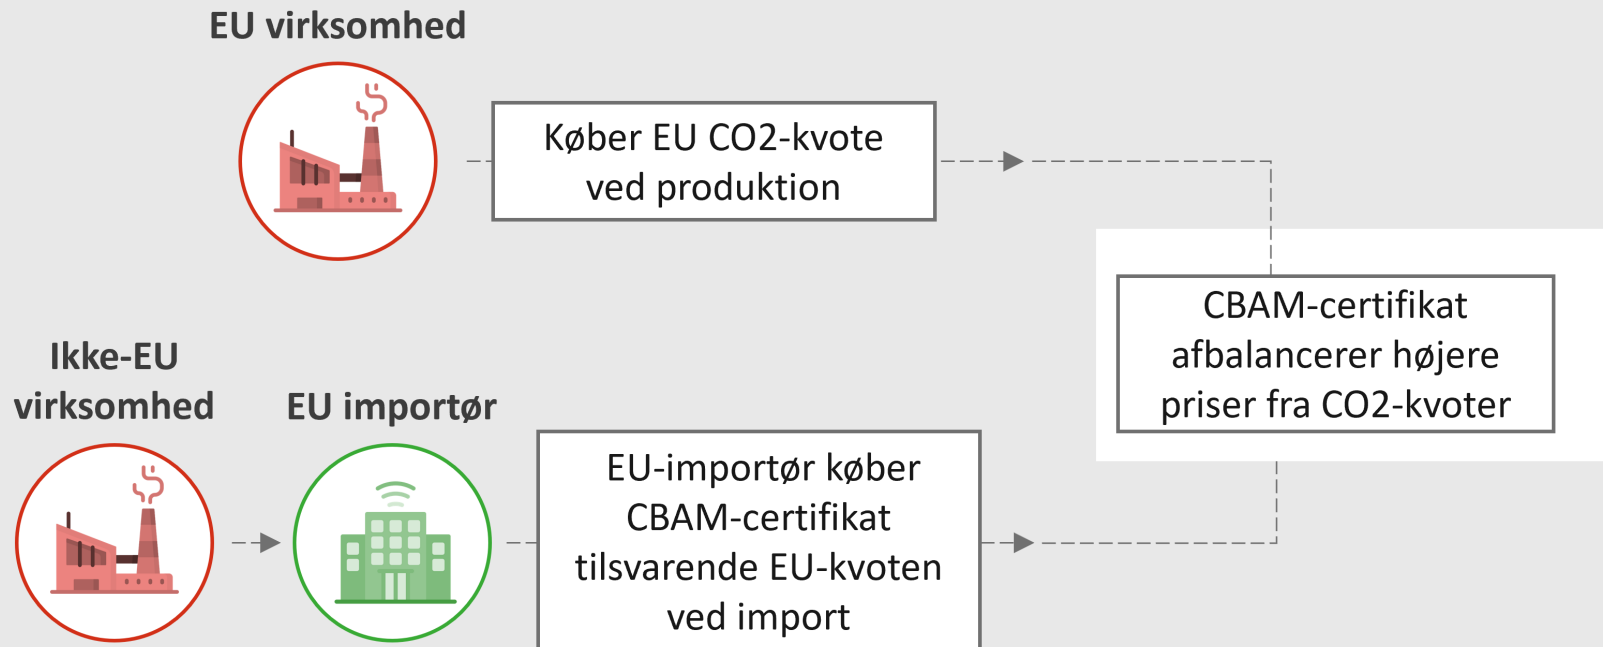 EU virksomhed
Køber EU CO2-kvote
ved produktion
CBAM-certifikat
afbalancerer højere
priser fra CO2-kvoter
Ikke-EU
virksomhed
EU importør
EU-importør køber
CBAM-certifikat
tilsvarende EU-kvoten
ved import